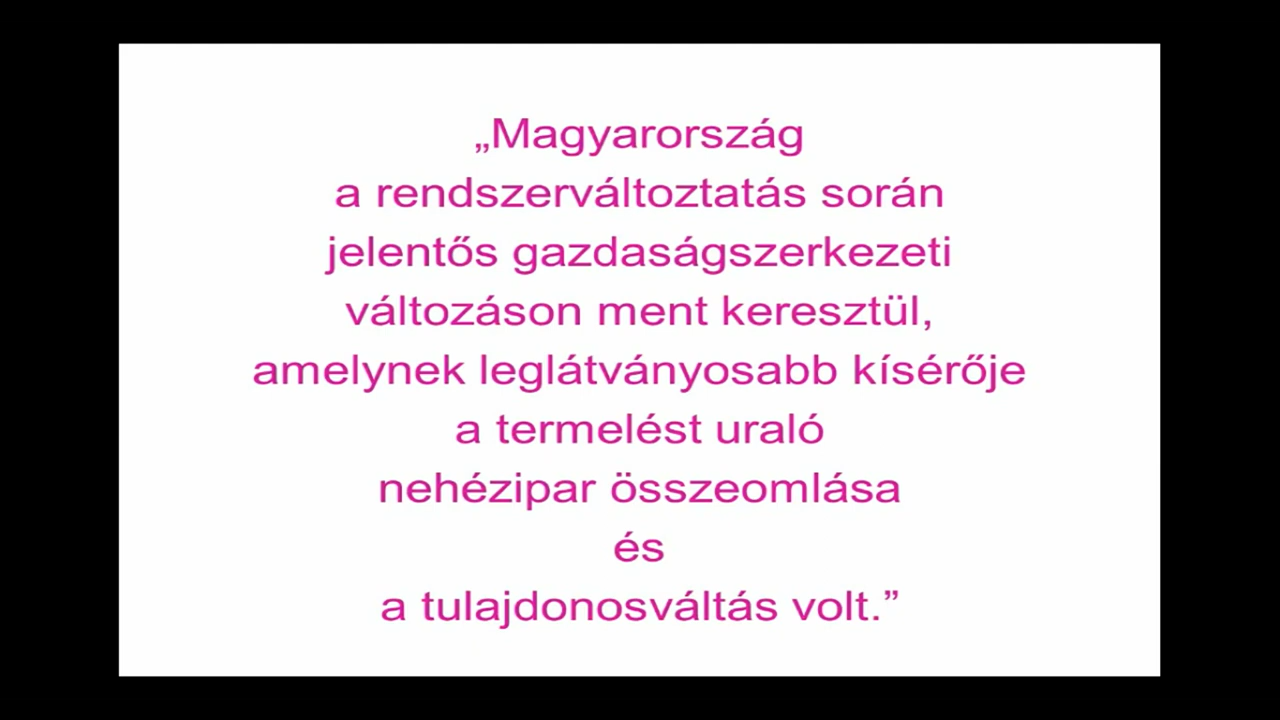 „Magyarország
a rendszerváltoztatás során
jelentős gazdaságszerkezeti
változáson ment keresztül,
amelynek leglátványosabb kísérője
a termelést uraló
nehézipar összeomlása
és
a tulajdonosváltás volt.”